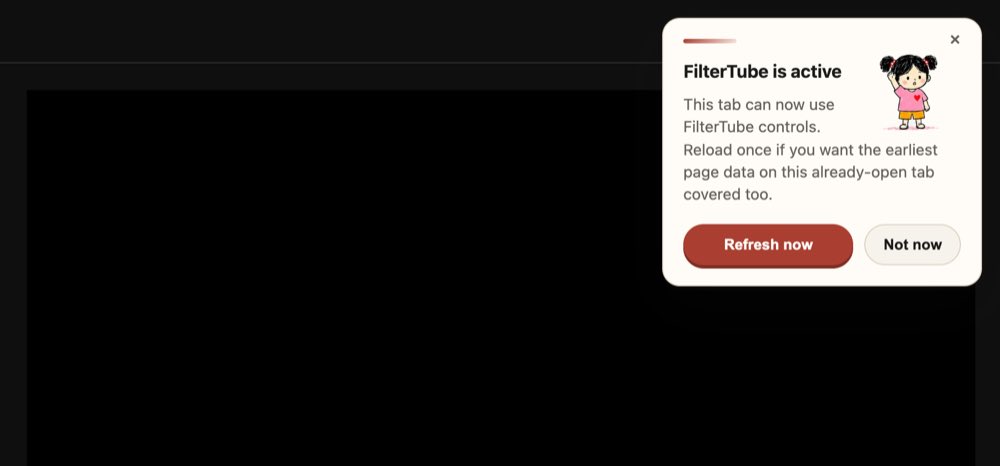 FilterTube is active
This tab can now use
FilterTube controls.
Reload once if you want the earliest
page data on this already-open tab
covered too.
Refresh now
Not now